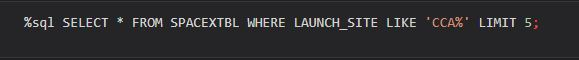 %sql SELECT * FROM SPACEXTBL WHERE LAUNCH_SITE LIKE 'CCA%' LIMIT 5;